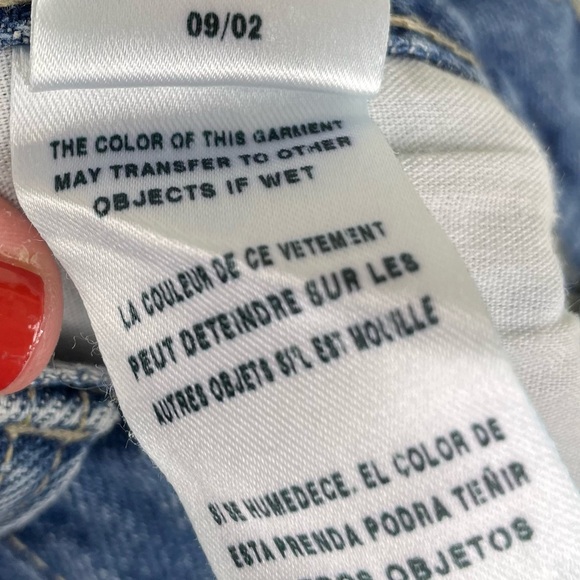 09/02
THE COLOR OF THIS GARMENT
MAY TRANSFER TO OTHER
OBJECTS IF WET
LA COULEUR DE CE VETEMENT
PEUT DETEINDRE SUR LES
AUTRES OBJETS S'IL EST MOUILLE
SI SE HUMEDECE, EL COLOR DE
ESTA PRENDA PODRA TEÑIR
OBJETOS